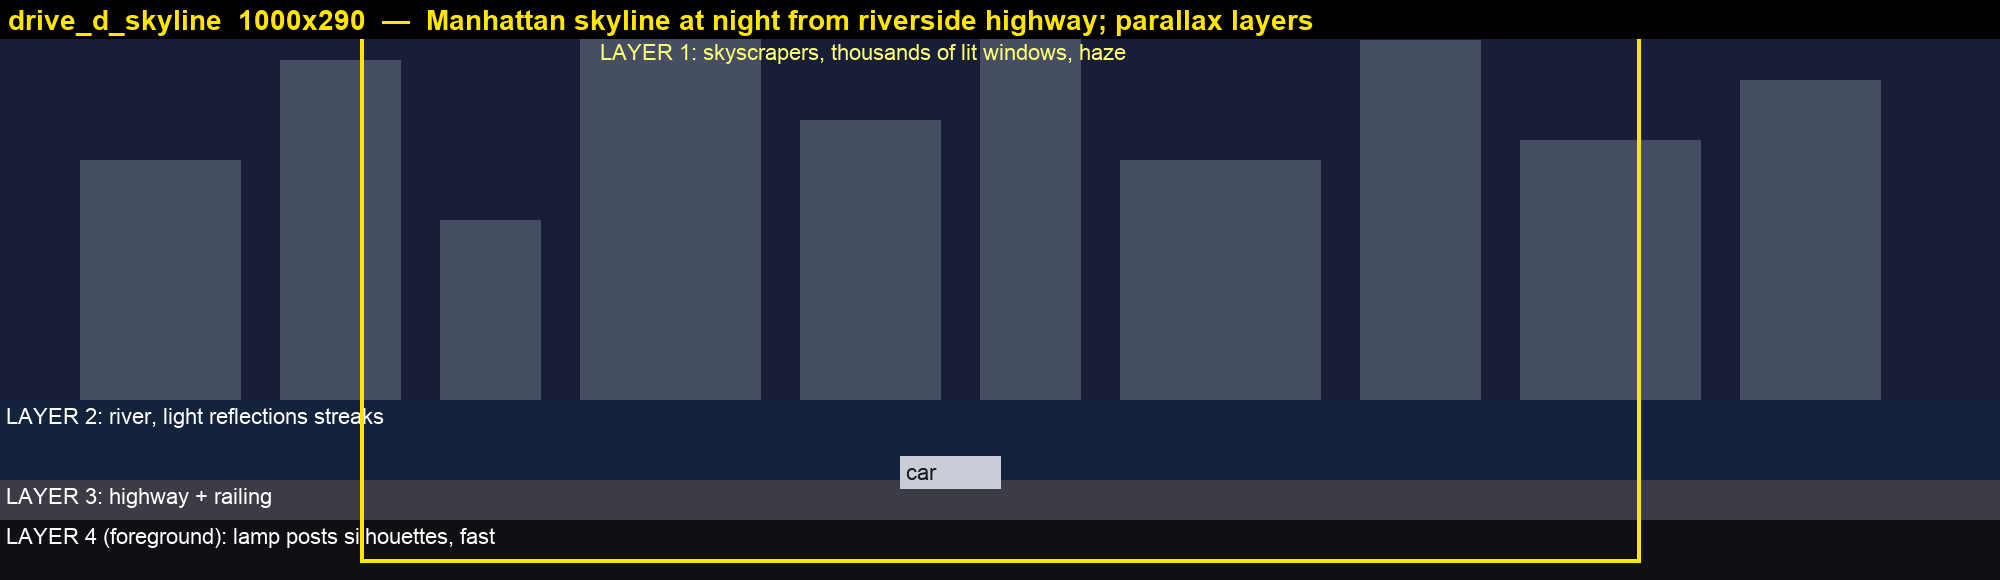 drive_d_skyline 1000x290 — Manhattan skyline at night from riverside highway; parallax layers
LAYER 1: skyscrapers, thousands of lit windows, haze
LAYER 2: river, light reflections streaks
car
LAYER 3: highway + railing
LAYER 4 (foreground): lamp posts silhouettes, fast